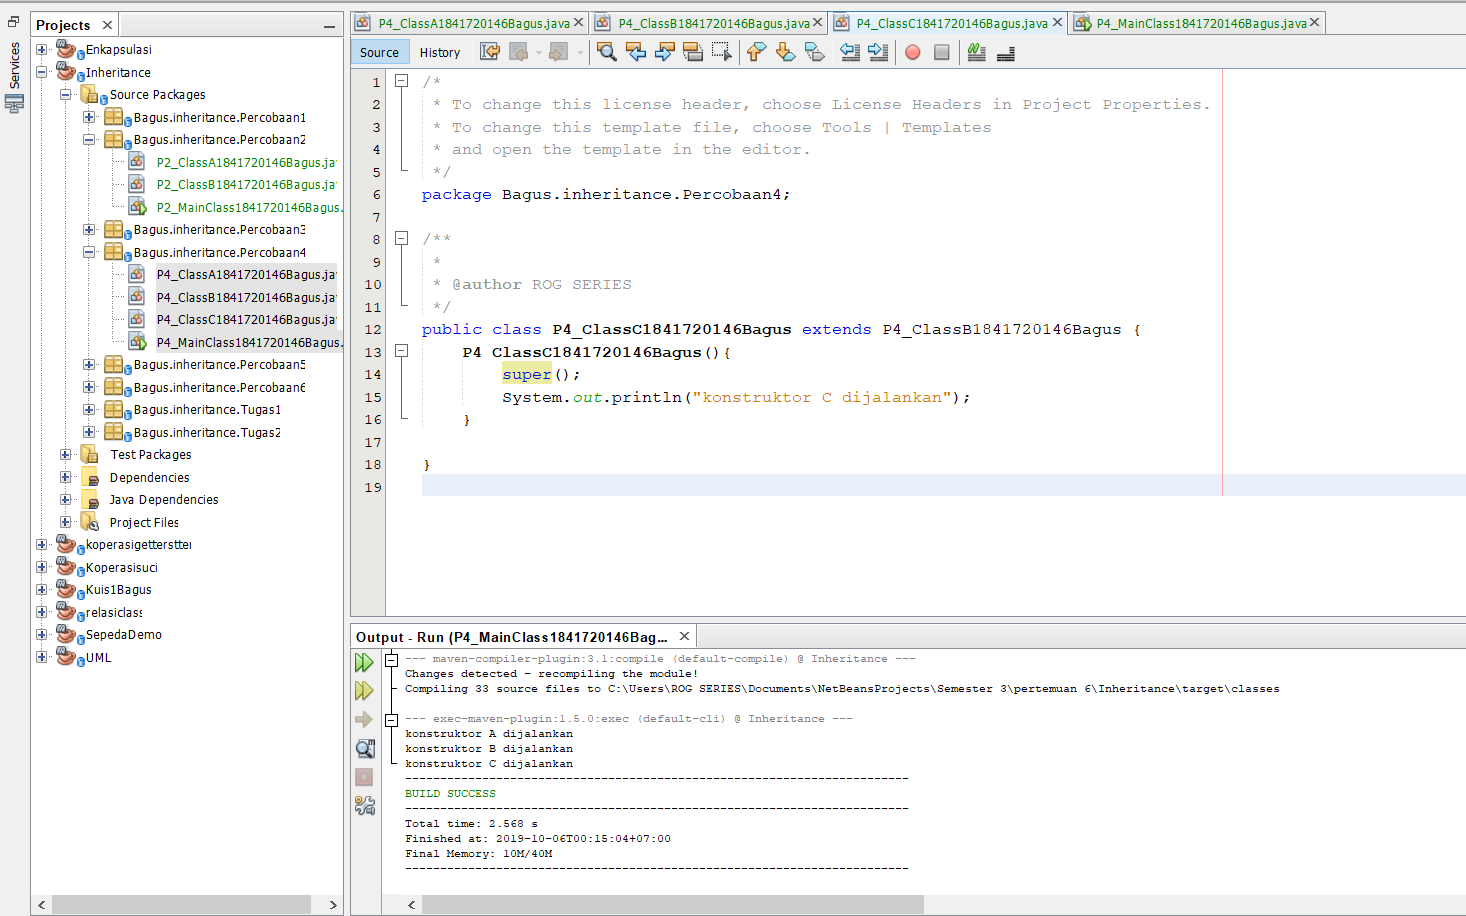 Services
Projects
Enkapsulasi
Inheritance
Source Packages
Bagus.inheritance.Percobaan1
Bagus.inheritance.Percobaan2
P2_ClassA1841720146Bagus.ja
P2_ClassB1841720146Bagus.ja
P2_MainClass1841720146Bagus.
Bagus.inheritance.Percobaan3
Bagus.inheritance.Percobaan4
P4_ClassA1841720146Bagus.ja
P4_ClassB1841720146Bagus.ja
P4_ClassC1841720146Bagus.ja
P4_MainClass1841720146Bagus.
Bagus.inheritance.Percobaan5
Bagus.inheritance.Percobaan6
Bagus.inheritance.Tugas1
Bagus.inheritance.Tugas2
Test Packages
Dependencies
Java Dependencies
Project Files
koperasigetterstter
Koperasisuci
Kuis1Bagus
relasiclass
SepedaDemo
UML
P4_ClassA1841720146Bagus.java P4_ClassB1841720146Bagus.java P4_ClassC1841720146Bagus.java P4_MainClass1841720146Bagus.java
Source History
1 /*
2 * To change this license header, choose License Headers in Project Properties.
3 * To change this template file, choose Tools | Templates
4 * and open the template in the editor.
5 */
6 package Bagus.inheritance.Percobaan4;
7
8 /**
9 *
10 * @author ROG SERIES
11 */
12 public class P4_ClassC1841720146Bagus extends P4_ClassB1841720146Bagus {
13 P4_ClassC1841720146Bagus(){
14 super();
15 System.out.println("konstruktor C dijalankan");
16 }
17
18 }
19
Output - Run (P4_MainClass1841720146Bag...
--- maven-compiler-plugin:3.1:compile (default-compile) @ Inheritance ---
Changes detected - recompiling the module!
Compiling 33 source files to C:\Users\ROG SERIES\Documents\NetBeansProjects\Semester 3\pertemuan 6\Inheritance\target\classes
--- exec-maven-plugin:1.5.0:exec (default-cli) @ Inheritance ---
konstruktor A dijalankan
konstruktor B dijalankan
konstruktor C dijalankan
------------------------------------------------------------------------
BUILD SUCCESS
------------------------------------------------------------------------
Total time: 2.568 s
Finished at: 2019-10-06T00:15:04+07:00
Final Memory: 10M/40M
------------------------------------------------------------------------